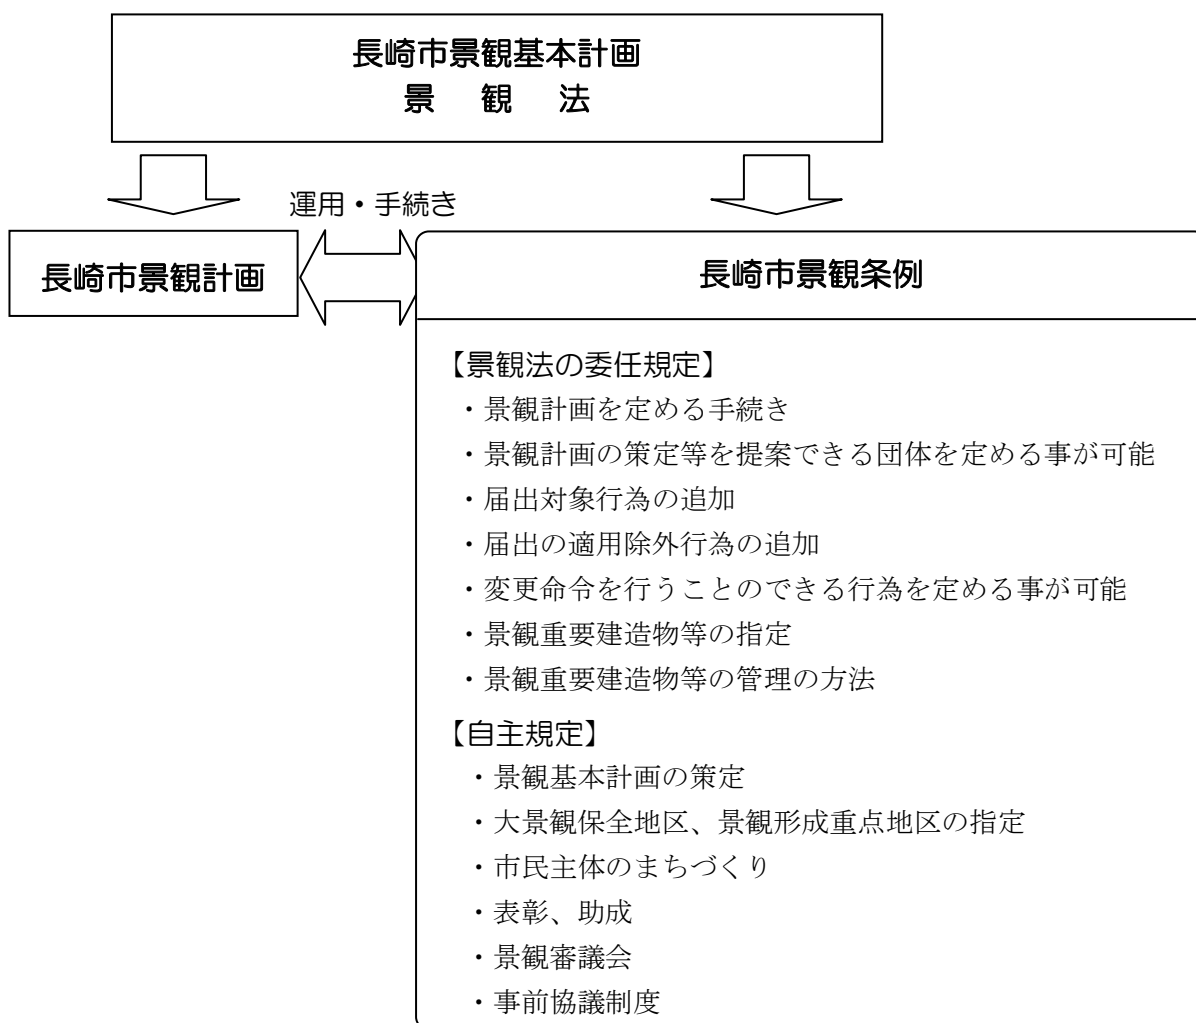 長崎市景観基本計画
景 観 法
運用・手続き
長崎市景観計画
長崎市景観条例
【景観法の委任規定】
・景観計画を定める手続き
・景観計画の策定等を提案できる団体を定める事が可能
・届出対象行為の追加
・届出の適用除外行為の追加
・変更命令を行うことのできる行為を定める事が可能
・景観重要建造物等の指定
・景観重要建造物等の管理の方法
【自主規定】
・景観基本計画の策定
・大景観保全地区、景観形成重点地区の指定
・市民主体のまちづくり
・表彰、助成
・景観審議会
・事前協議制度